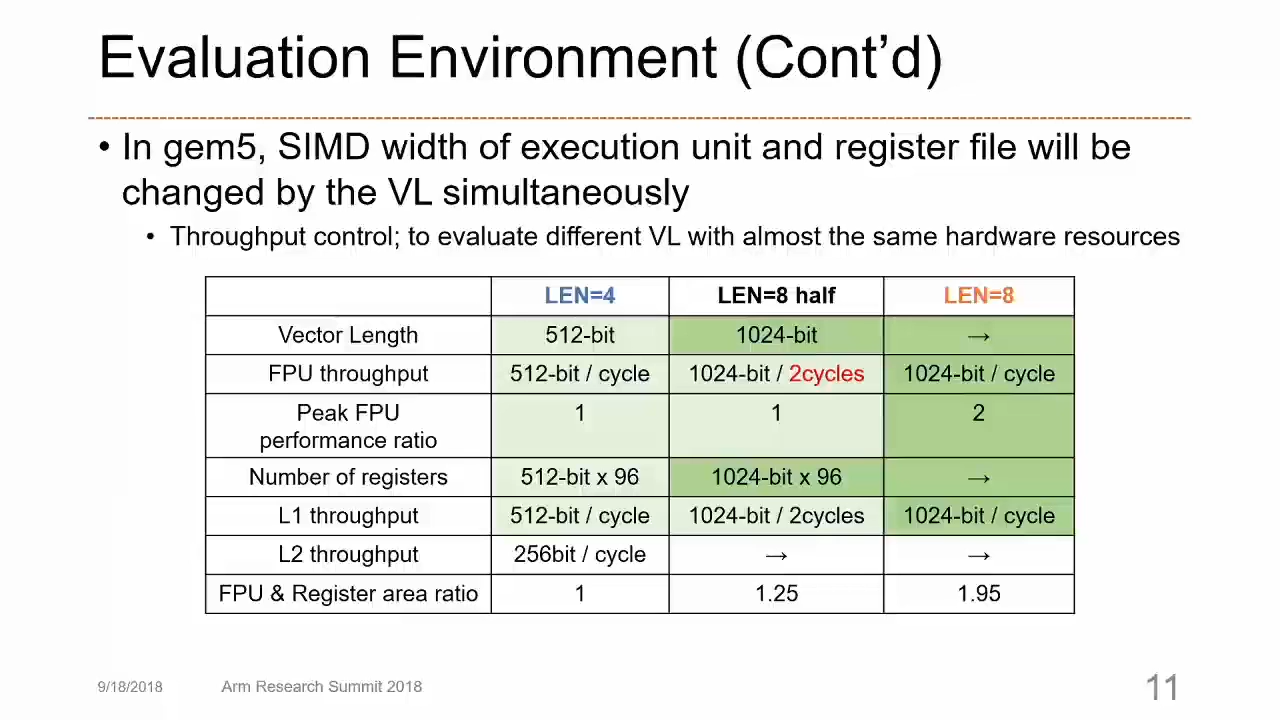 Evaluation Environment (Cont’d)
• In gem5, SIMD width of execution unit and register file will be
changed by the VL simultaneously
• Throughput control; to evaluate different VL with almost the same hardware resources
LEN=4 LEN=8 half LEN=8
Vector Length 512-bit 1024-bit →
FPU throughput 512-bit / cycle 1024-bit / 2cycles 1024-bit / cycle
Peak FPU 1 1 2
performance ratio
Number of registers 512-bit x 96 1024-bit x 96 →
L1 throughput 512-bit / cycle 1024-bit / 2cycles 1024-bit / cycle
L2 throughput 256bit / cycle → →
FPU & Register area ratio 1 1.25 1.95
9/18/2018 Arm Research Summit 2018 11